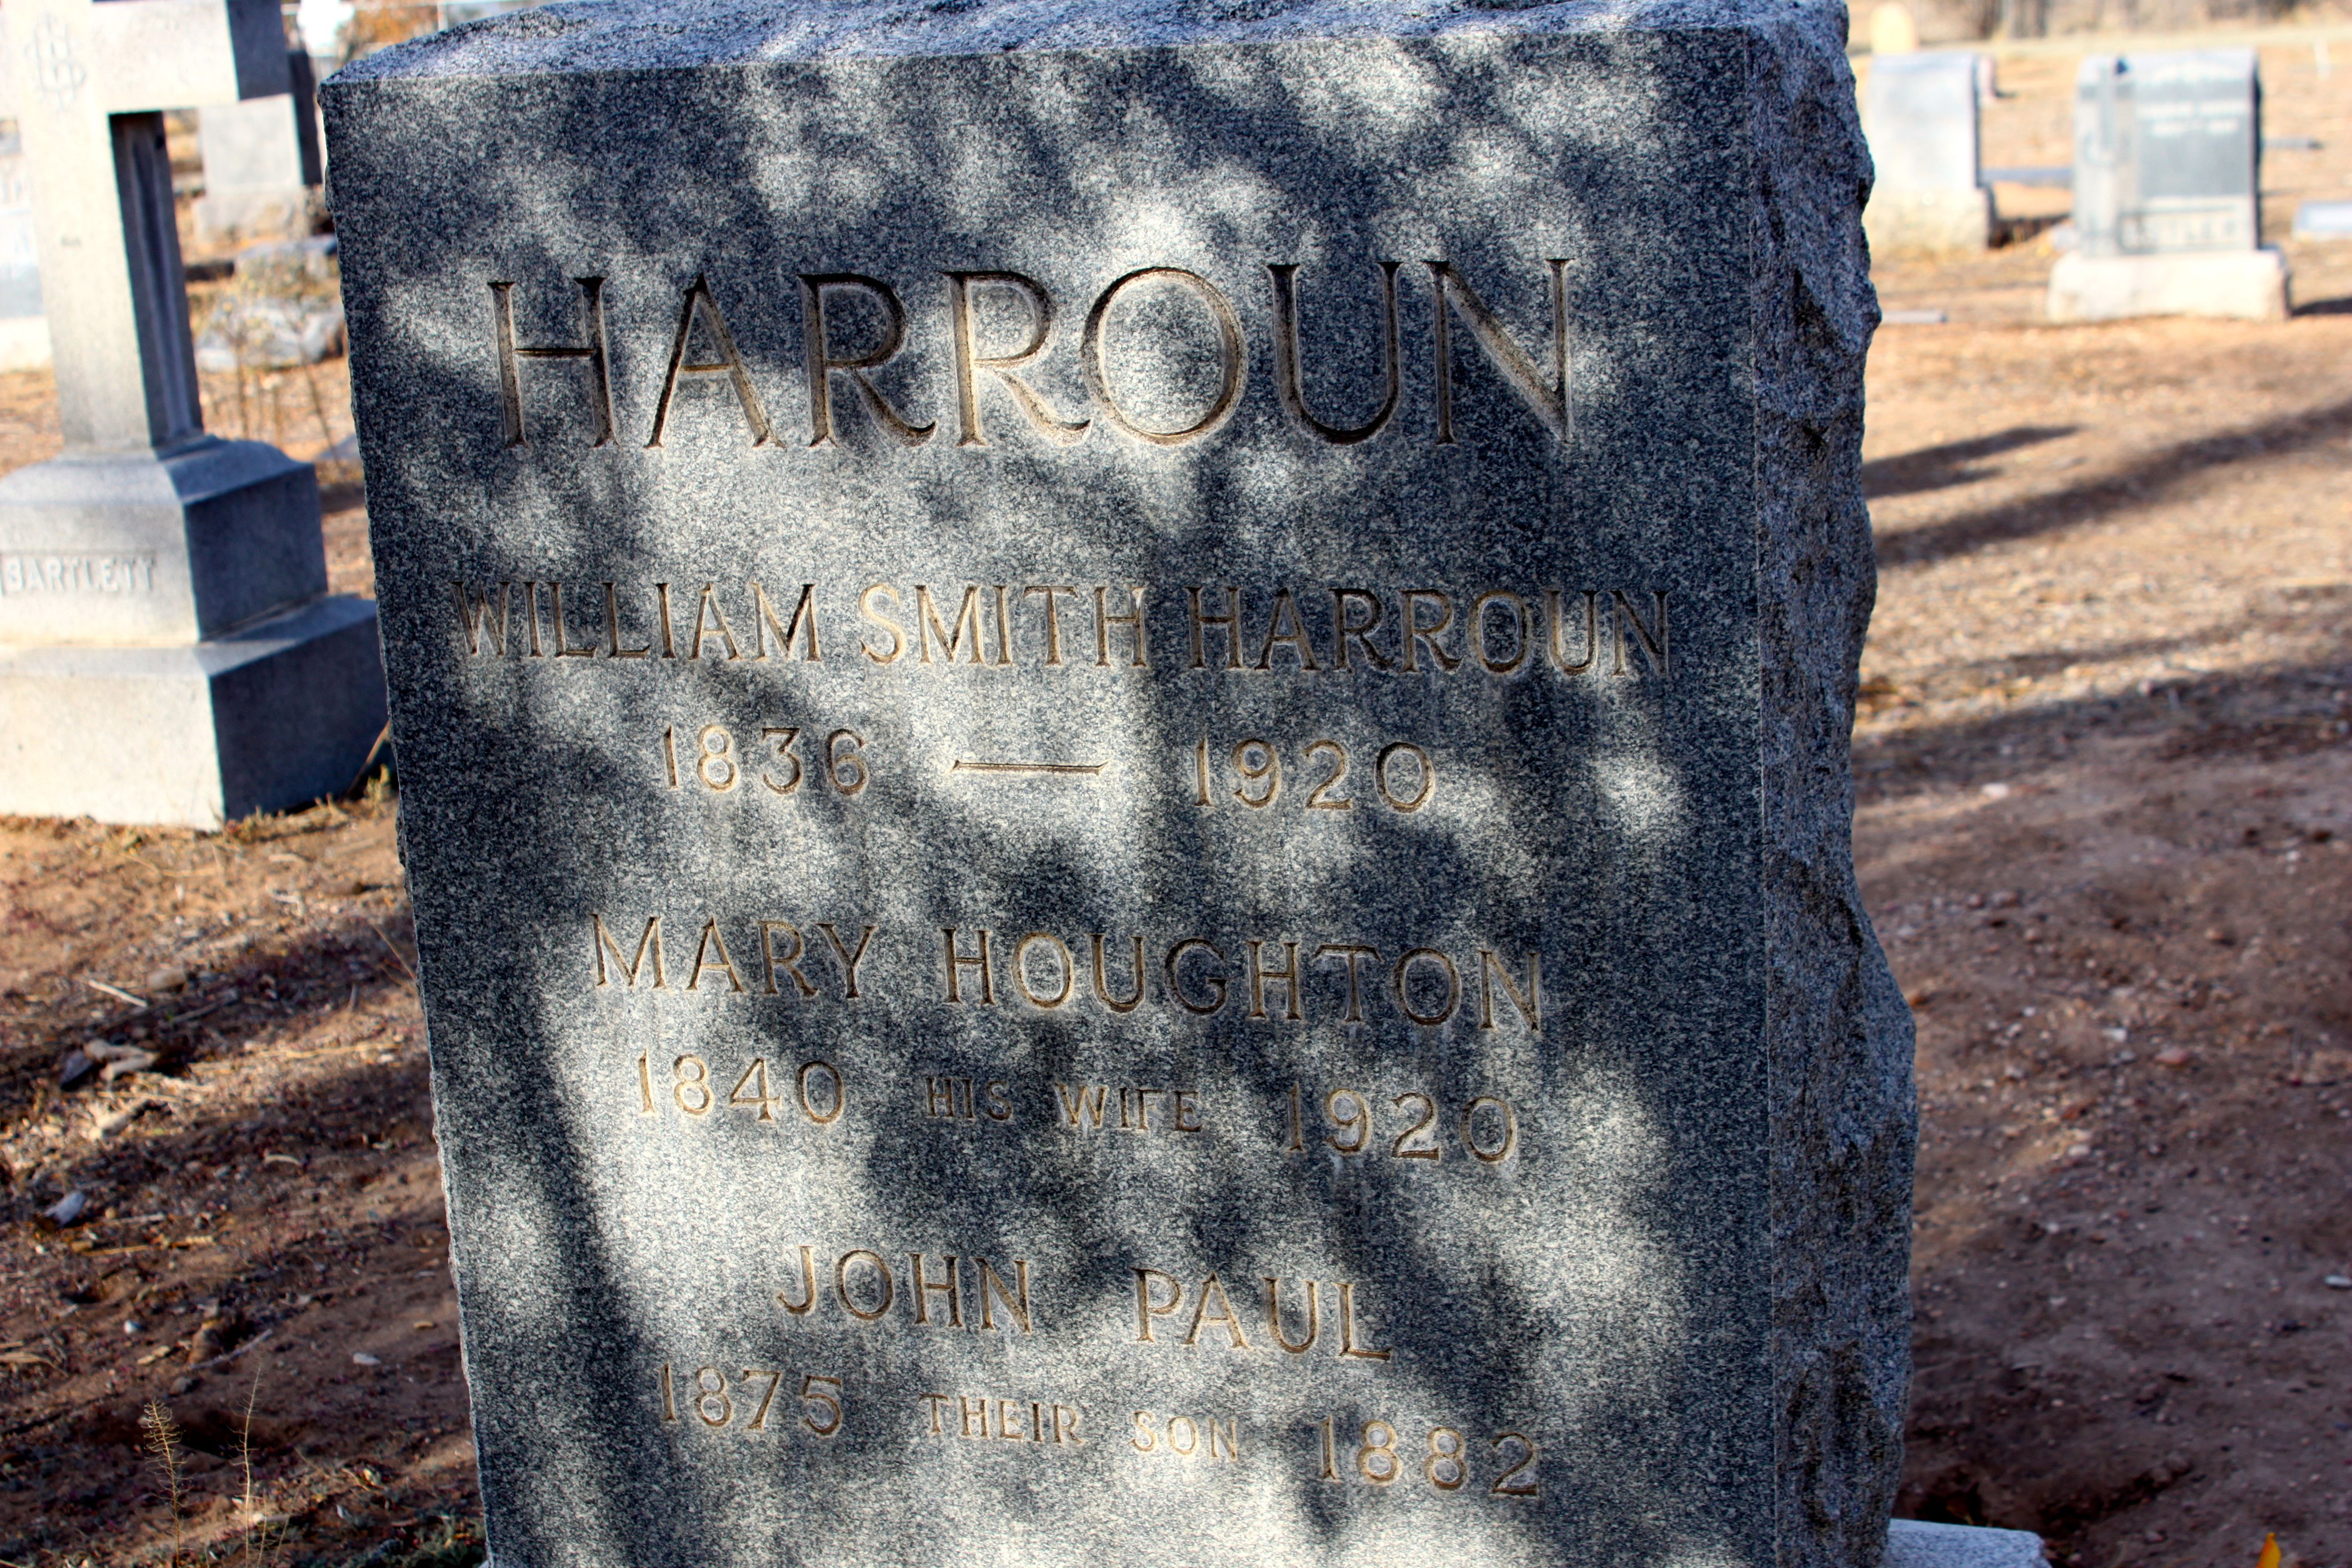 HARROUN
WILLIAM SMITH HARROUN
1836 — 1920
MARY HOUGHTON
1840 HIS WIFE 1920
JOHN PAUL
1875 THEIR SON 1882
BARTLETT